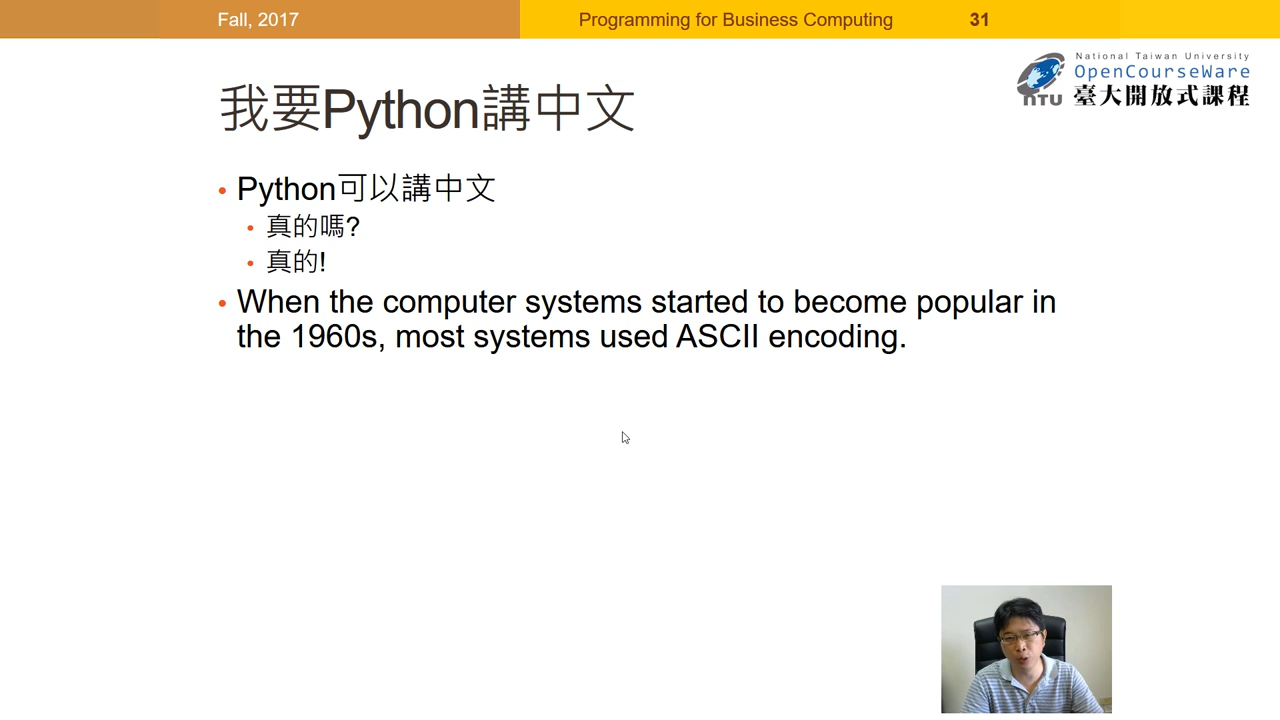 Fall, 2017
Programming for Business Computing
31
National Taiwan University
OpenCourseWare
NTU
臺大開放式課程
我要Python講中文
• Python可以講中文
• 真的嗎?
• 真的!
• When the computer systems started to become popular in
the 1960s, most systems used ASCII encoding.